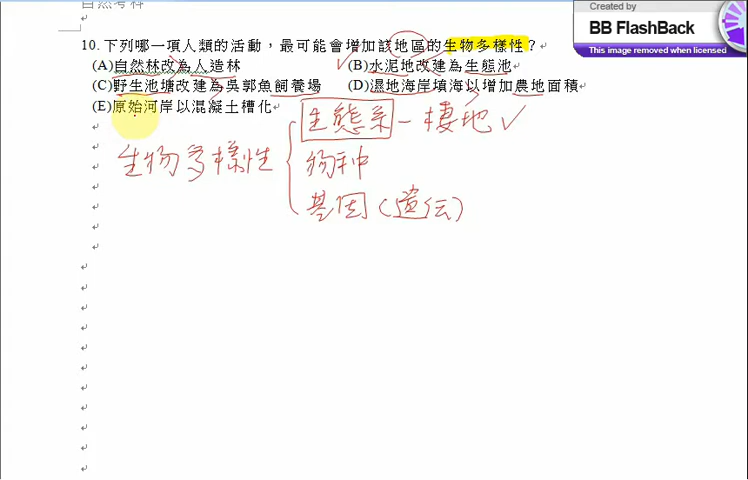 自然考科
Created by
BB FlashBack
This image removed when licensed
10. 下列哪一項人類的活動，最可能會增加該地區的生物多樣性？
(A)自然林改為人造林 (B)水泥地改建為生態池
(C)野生池塘改建為吳郭魚飼養場 (D)濕地海岸填海以增加農地面積
(E)原始河岸以混凝土槽化
生物多樣性
生態系－棲地✓
物种
基因(遺伝)